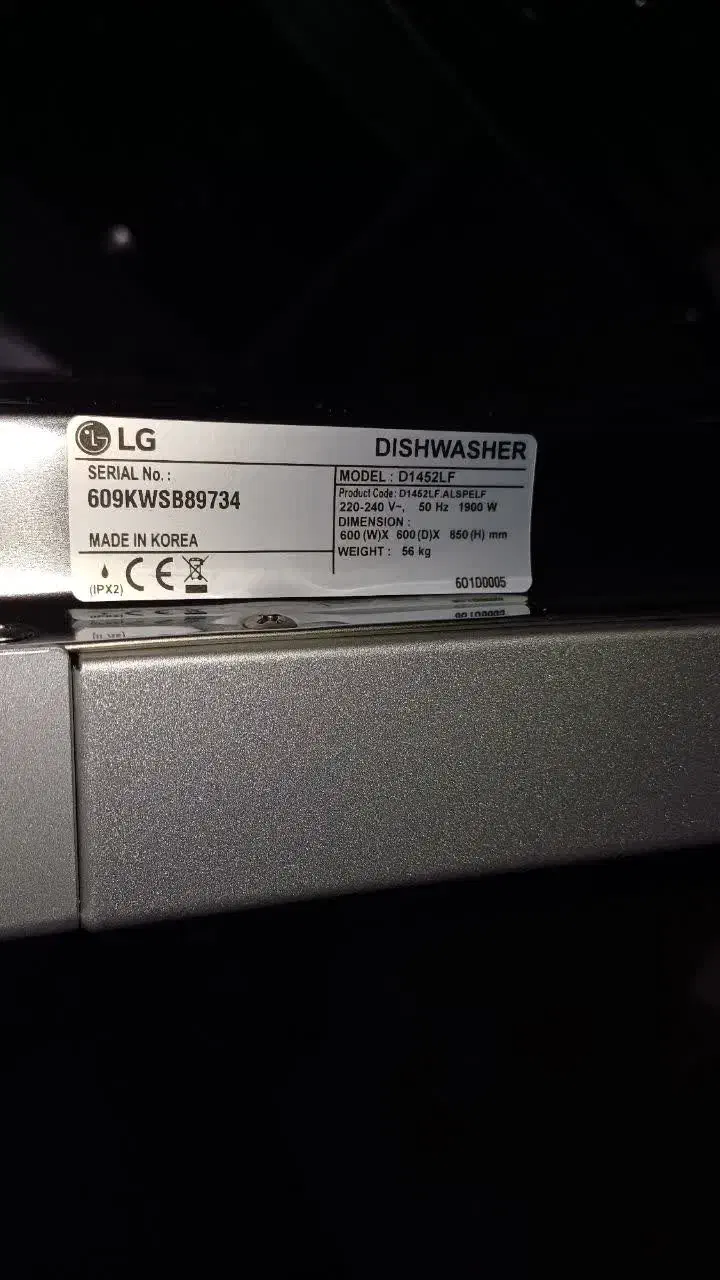 LG DISHWASHER
SERIAL No. :
609KWSB89734
MADE IN KOREA
(IPX2) CE
MODEL : D1452LF
Product Code: D1452LF.ALSPELF
220-240 V~, 50 Hz 1900 W
DIMENSION :
600 (W)X 600 (D)X 850 (H) mm
WEIGHT : 56 kg
601D0005